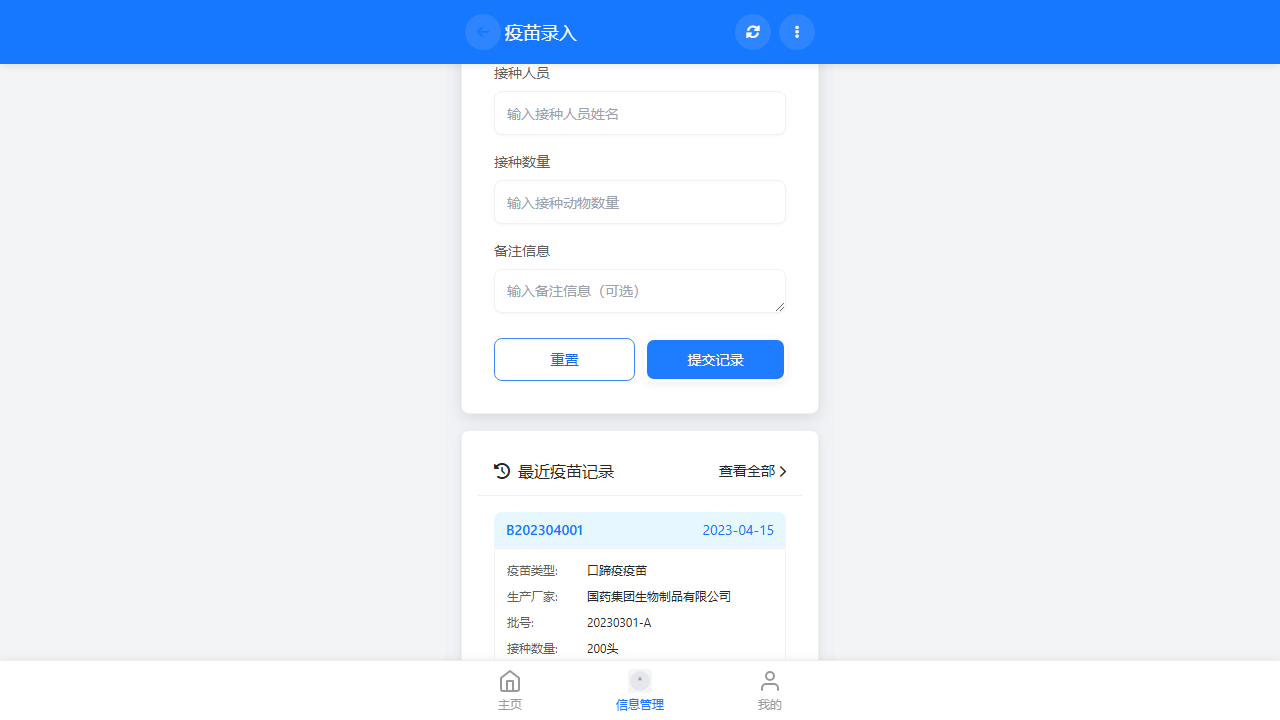 疫苗录入
接种人员
输入接种人员姓名
接种数量
输入接种动物数量
备注信息
输入备注信息（可选）
重置
提交记录
最近疫苗记录
查看全部
B202304001
2023-04-15
疫苗类型:
口蹄疫疫苗
生产厂家:
国药集团生物制品有限公司
批号:
20230301-A
接种数量:
200头
主页
信息管理
我的